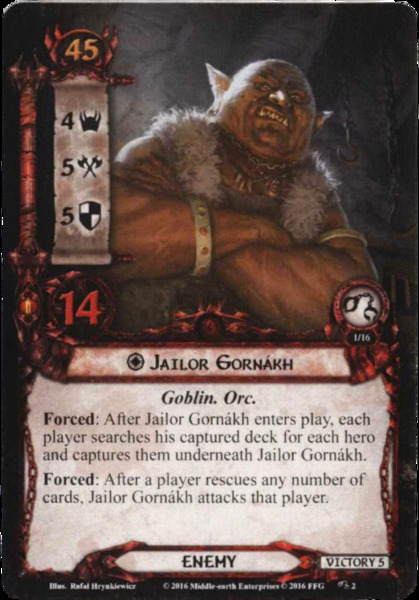 45
4
5
5
14
1/16
Jailor Gornákh
Goblin. Orc.
Forced: After Jailor Gornákh enters play, each
player searches his captured deck for each hero
and captures them underneath Jailor Gornákh.
Forced: After a player rescues any number of
cards, Jailor Gornákh attacks that player.
ENEMY
VICTORY 5
Illus. Rafał Hrynkiewicz © 2016 Middle-earth Enterprises © 2016 FFG 2